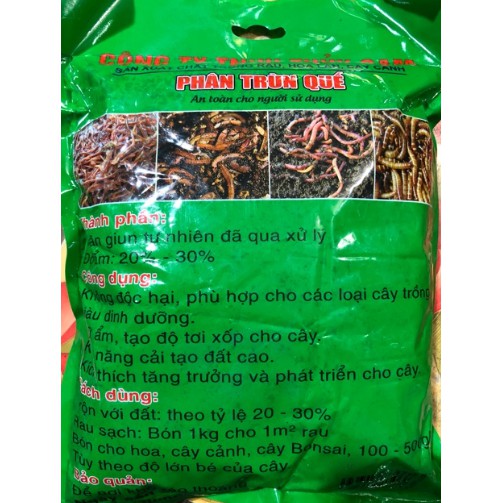 CÔNG TY TNHH
PHÂN TRÙN QUẾ
An toàn cho người sử dụng
Thành phần:
giun tự nhiên đã qua xử lý
20% - 30%
Công dụng:
Không độc hại, phù hợp cho các loại cây trồng
dinh dưỡng.
ẩm, tạo độ tơi xốp cho cây.
năng cải tạo đất cao.
thích tăng trưởng và phát triển cho cây.
Cách dùng:
với đất: theo tỷ lệ 20 - 30%
Rau sạch: Bón 1kg cho 1m² rau
Bón cho hoa, cây cảnh, cây Bonsai, 100 -
Tùy theo độ lớn bé của cây
Bảo quản: